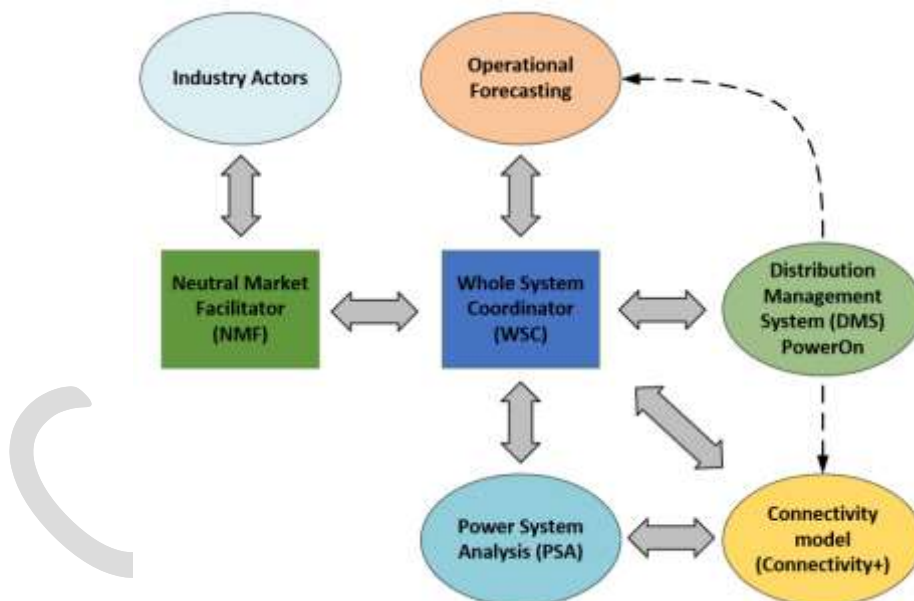 Industry Actors
Operational
Forecasting
Neutral Market
Facilitator
(NMF)
Whole System
Coordinator
(WSC)
Distribution
Management
System (DMS)
PowerOn
Power System
Analysis (PSA)
Connectivity
model
(Connectivity+)